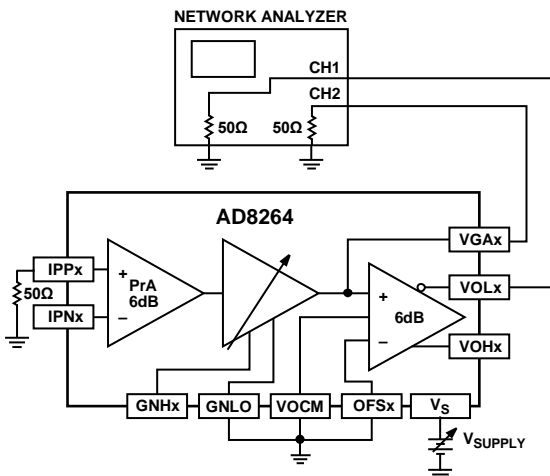 NETWORK ANALYZER
CH1
CH2
50Ω
50Ω
AD8264
VGAx
IPPx
+
PrA
6dB
–
50Ω
IPNx
+
6dB
–
VOLx
VOHx
GNHx
GNLO
VOCM
OFSx
VS
VSUPPLY